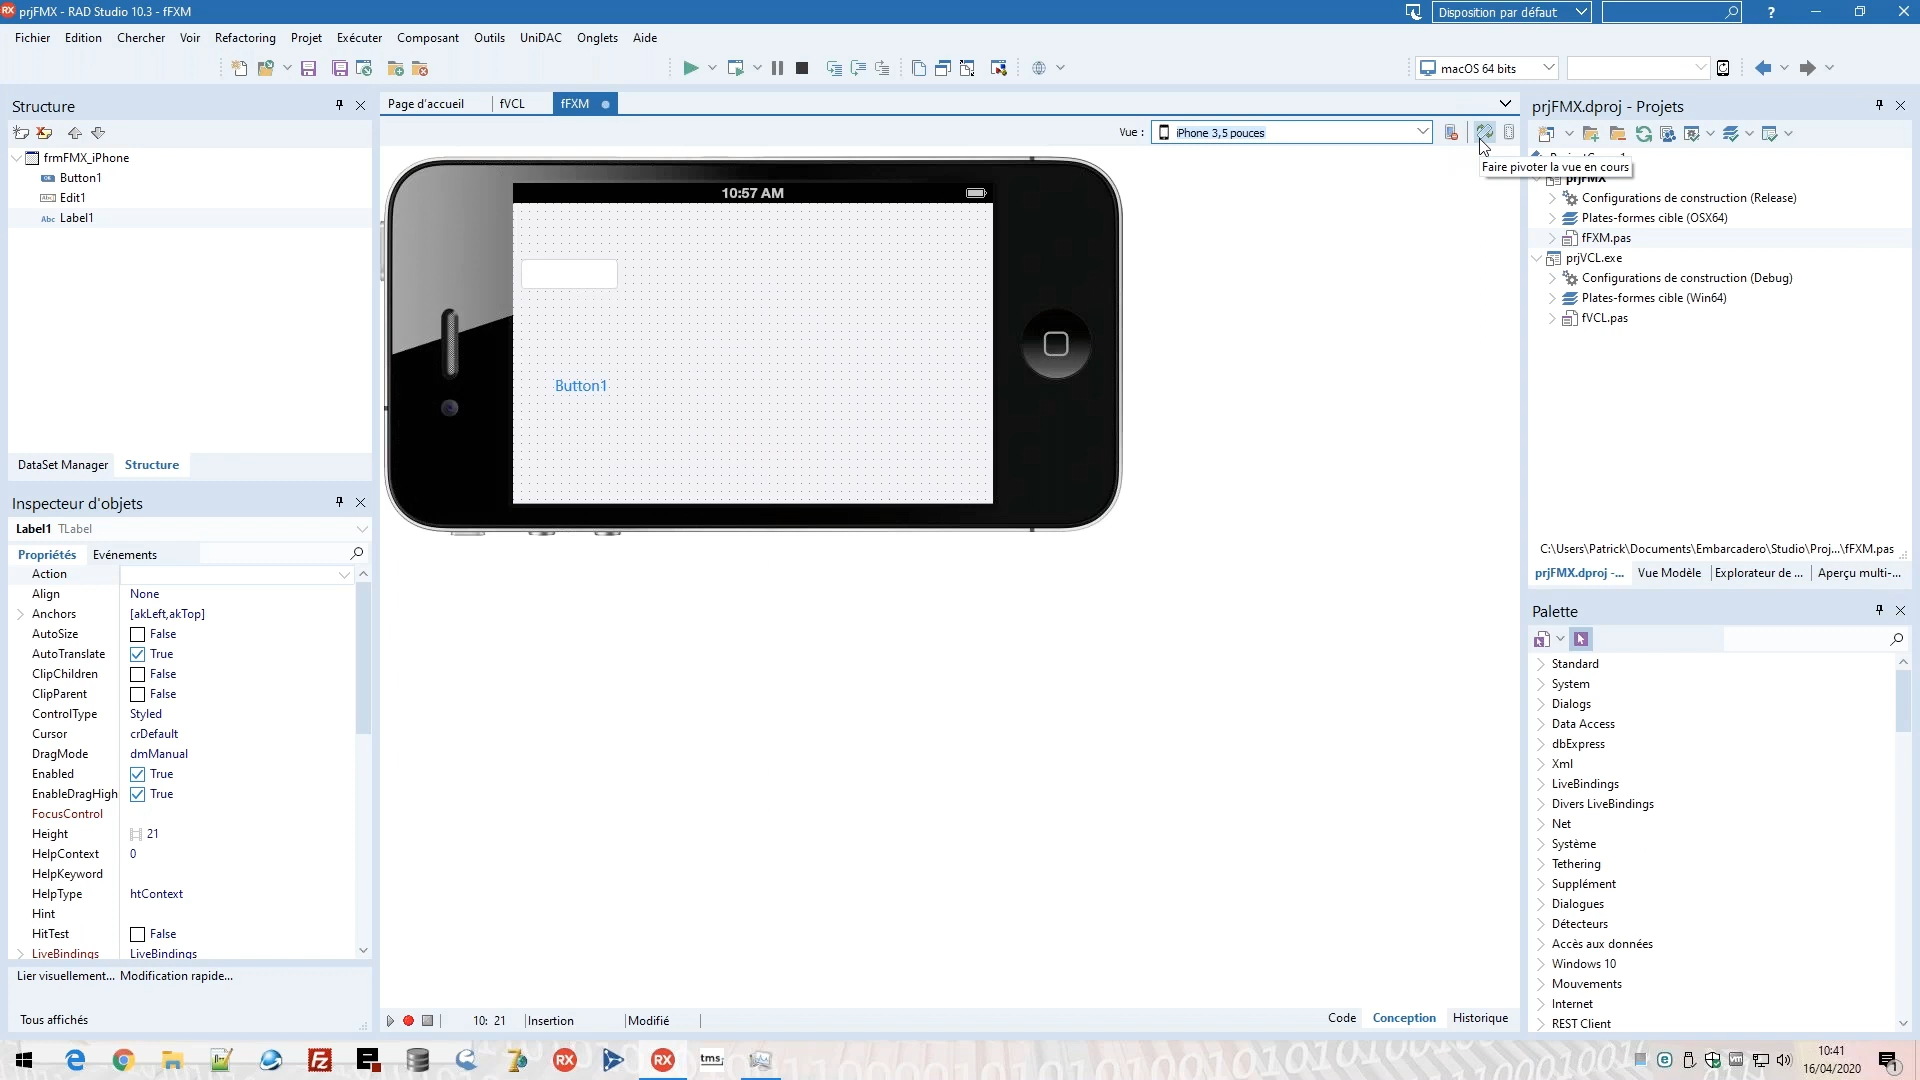 prjFMX - RAD Studio 10.3 - fFXM
Disposition par défaut
?
Fichier Edition Chercher Voir Refactoring Projet Exécuter Composant Outils UniDAC Onglets Aide
macOS 64 bits
Structure
Page d'accueil fVCL fFXM
prjFMX.dproj - Projets
Vue : iPhone 3,5 pouces
Faire pivoter la vue en cours
frmFMX_iPhone
Button1
Edit1
Abc Label1
10:57 AM
Button1
prjFMX
Configurations de construction (Release)
Plates-formes cible (OSX64)
fFXM.pas
prjVCL.exe
Configurations de construction (Debug)
Plates-formes cible (Win64)
fVCL.pas
DataSet Manager Structure
Inspecteur d'objets
Label1 TLabel
Propriétés Evénements
Action
Align None
Anchors [akLeft,akTop]
AutoSize False
AutoTranslate True
ClipChildren False
ClipParent False
ControlType Styled
Cursor crDefault
DragMode dmManual
Enabled True
EnableDragHigh True
FocusControl
Height 21
HelpContext 0
HelpKeyword
HelpType htContext
Hint
HitTest False
LiveBindings LiveBindings
Lier visuellement... Modification rapide...
Tous affichés
C:\Users\Patrick\Documents\Embarcadero\Studio\Proj...\fFXM.pas
prjFMX.dproj -... Vue Modèle Explorateur de ... Aperçu multi-...
Palette
Standard
System
Dialogs
Data Access
dbExpress
Xml
LiveBindings
Divers LiveBindings
Net
Système
Tethering
Supplément
Dialogues
Détecteurs
Accès aux données
Windows 10
Mouvements
Internet
REST Client
10: 21 Insertion Modifié
Code Conception Historique
RX RX tms
10:41
16/04/2020